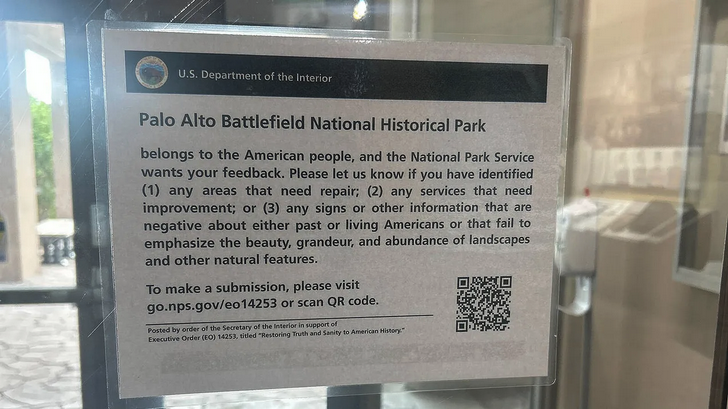 U.S. Department of the Interior
Palo Alto Battlefield National Historical Park
belongs to the American people, and the National Park Service
wants your feedback. Please let us know if you have identified
(1) any areas that need repair; (2) any services that need
improvement; or (3) any signs or other information that are
negative about either past or living Americans or that fail to
emphasize the beauty, grandeur, and abundance of landscapes
and other natural features.
To make a submission, please visit
go.nps.gov/eo14253 or scan QR code.
Posted by order of the Secretary of the Interior in support of
Executive Order (EO) 14253, titled "Restoring Truth and Sanity to American History."